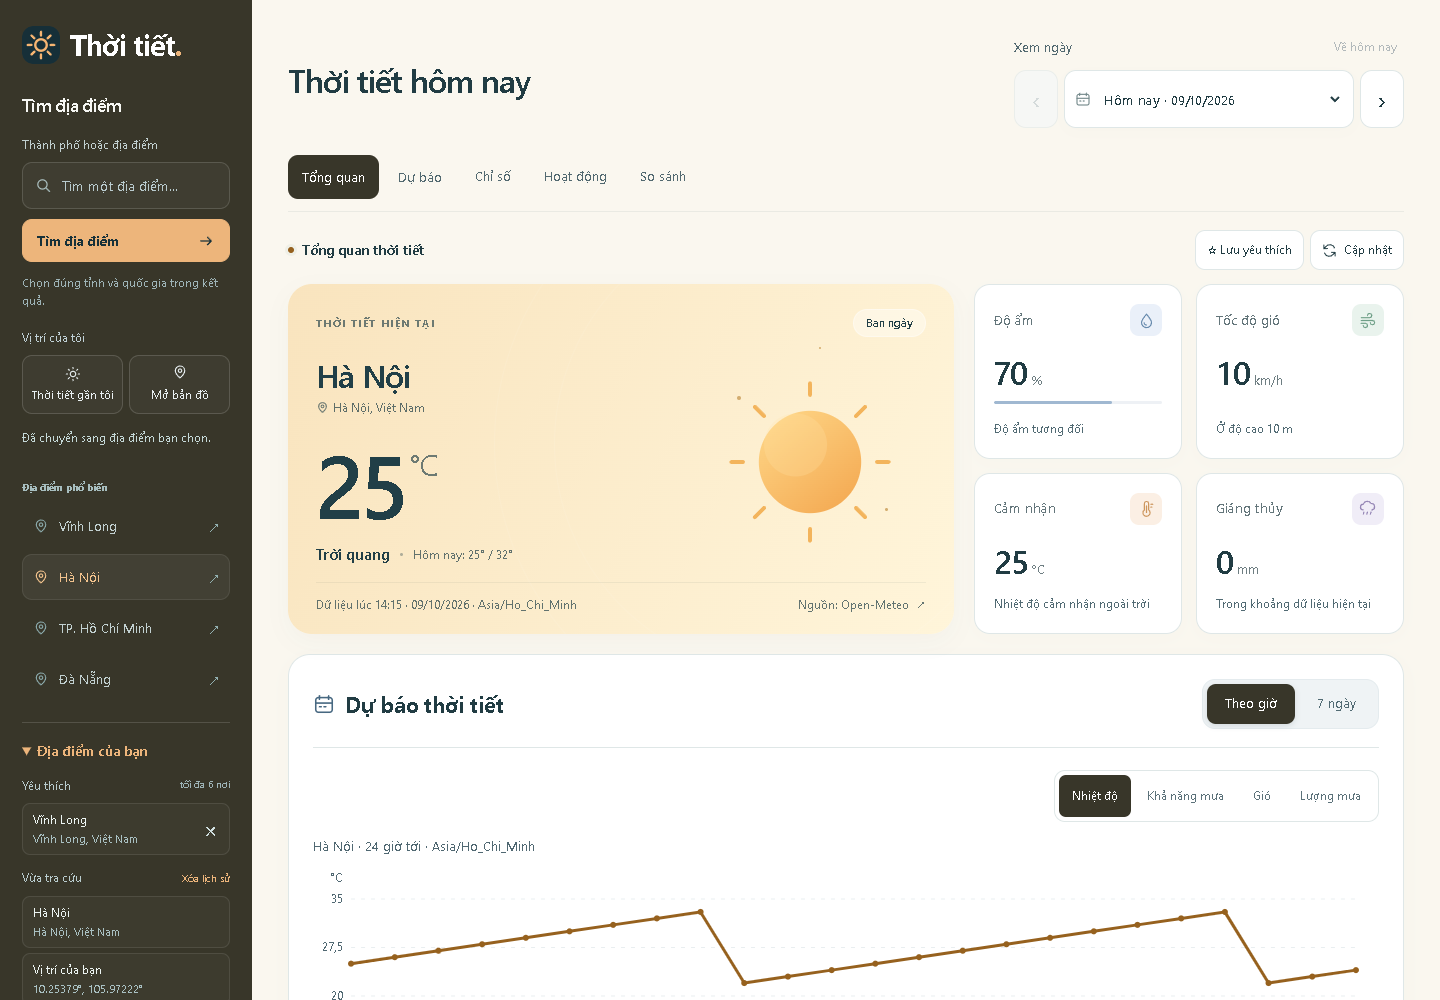 Thời tiết.
Tìm địa điểm
Thành phố hoặc địa điểm
Tìm một địa điểm...
Tìm địa điểm
Chọn đúng tỉnh và quốc gia trong kết
quả.
Vị trí của tôi
Thời tiết gần tôi
Mở bản đồ
Đã chuyển sang địa điểm bạn chọn.
Địa điểm phổ biến
Vĩnh Long
Hà Nội
TP. Hồ Chí Minh
Đà Nẵng
Địa điểm của bạn
Yêu thích
tối đa 6 nơi
Vĩnh Long
Vĩnh Long, Việt Nam
Vừa tra cứu
Xóa lịch sử
Hà Nội
Hà Nội, Việt Nam
Vị trí của bạn
10.25379°, 105.97222°
Thời tiết hôm nay
Xem ngày
Về hôm nay
Hôm nay · 09/10/2026
Tổng quan
Dự báo
Chỉ số
Hoạt động
So sánh
Tổng quan thời tiết
☆ Lưu yêu thích
Cập nhật
THỜI TIẾT HIỆN TẠI
Ban ngày
Hà Nội
Hà Nội, Việt Nam
25°C
Trời quang • Hôm nay: 25° / 32°
Dữ liệu lúc 14:15 · 09/10/2026 · Asia/Ho_Chi_Minh
Nguồn: Open-Meteo ↗
Độ ẩm
70 %
Độ ẩm tương đối
Tốc độ gió
10 km/h
Ở độ cao 10 m
Cảm nhận
25 °C
Nhiệt độ cảm nhận ngoài trời
Giáng thủy
0 mm
Trong khoảng dữ liệu hiện tại
Dự báo thời tiết
Theo giờ
7 ngày
Nhiệt độ
Khả năng mưa
Gió
Lượng mưa
Hà Nội · 24 giờ tới · Asia/Ho_Chi_Minh
°C
35
27,5
20